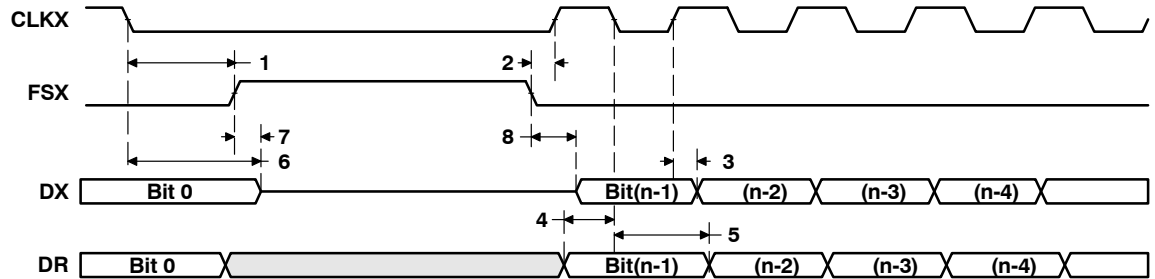 CLKX
1
2
FSX
7
8
6
3
DX
Bit 0
Bit(n-1)
(n-2)
(n-3)
(n-4)
4
5
DR
Bit 0
Bit(n-1)
(n-2)
(n-3)
(n-4)